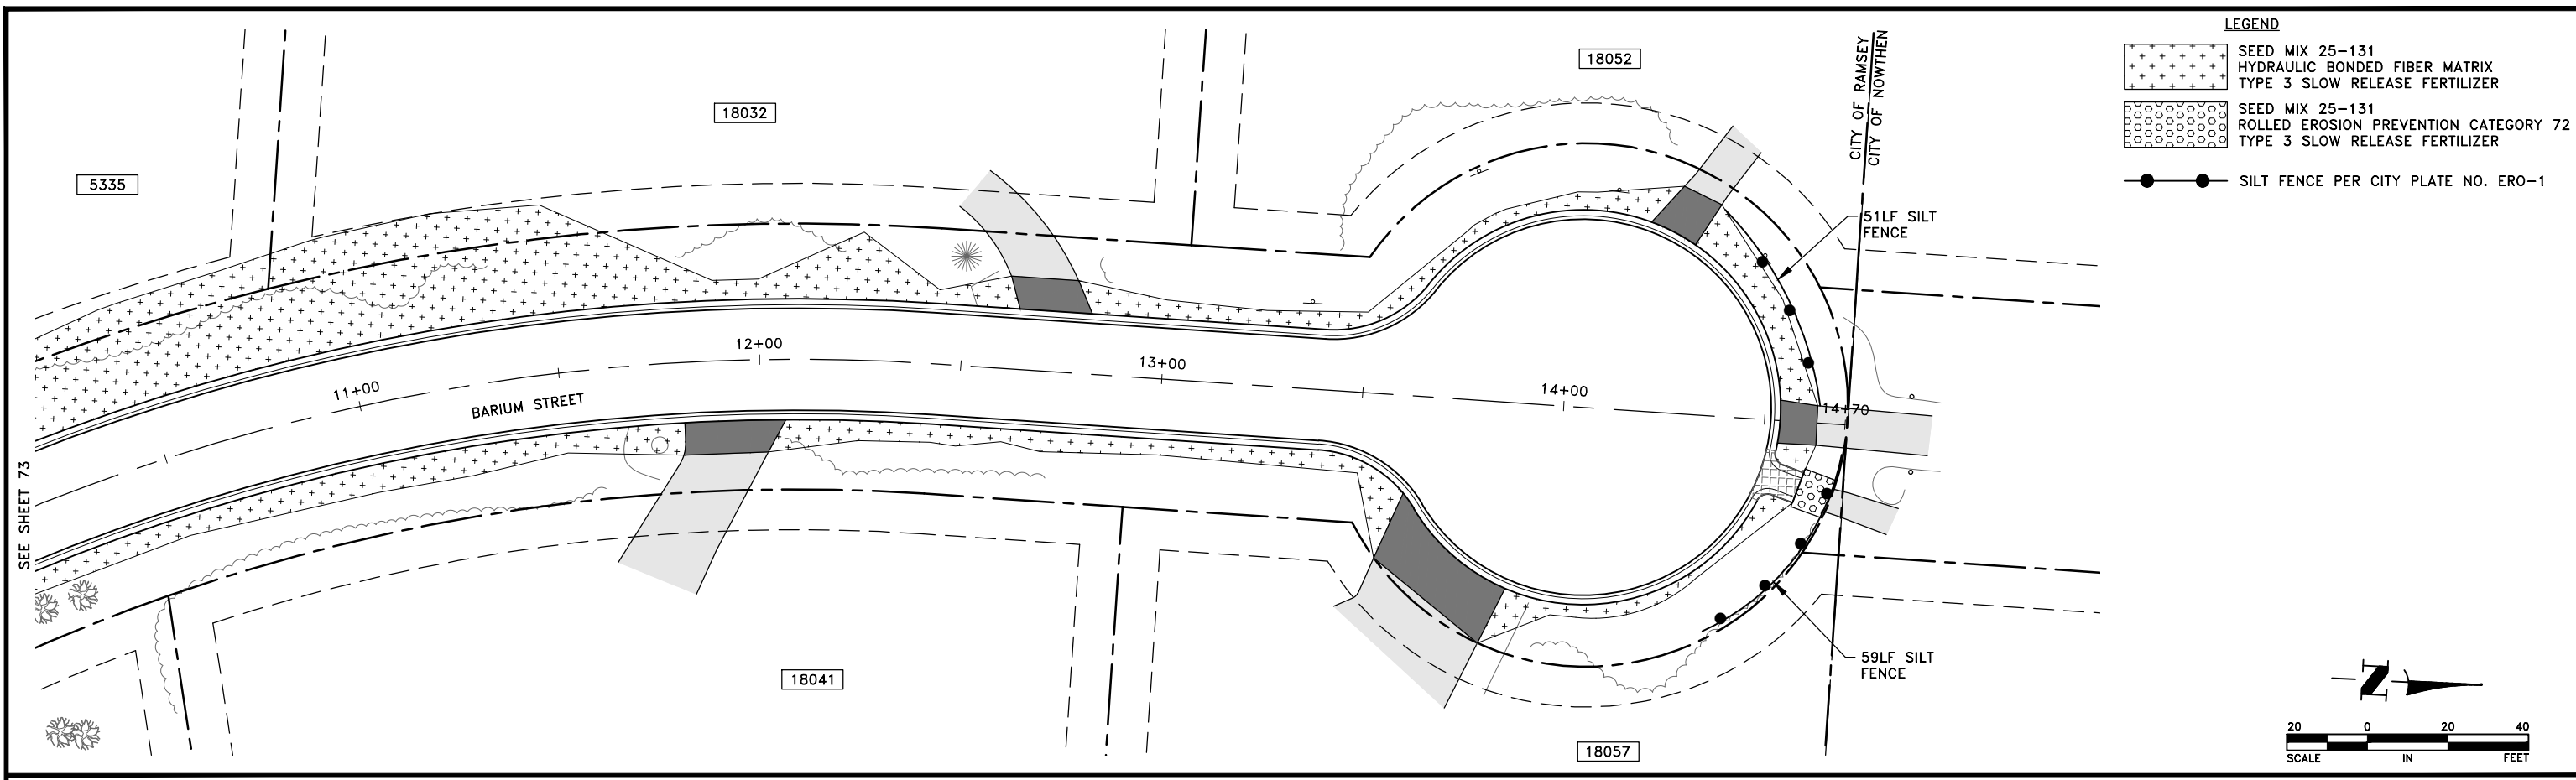 LEGEND
SEED MIX 25-131
HYDRAULIC BONDED FIBER MATRIX
TYPE 3 SLOW RELEASE FERTILIZER
SEED MIX 25-131
ROLLED EROSION PREVENTION CATEGORY 72
TYPE 3 SLOW RELEASE FERTILIZER
SILT FENCE PER CITY PLATE NO. ERO-1
CITY OF RAMSEY
CITY OF NOWTHEN
18052
18032
5335
51LF SILT
FENCE
12+00
13+00
11+00
14+00
14+70
BARIUM STREET
SEE SHEET 73
59LF SILT
FENCE
18041
18057
N
20 0 20 40
SCALE IN FEET